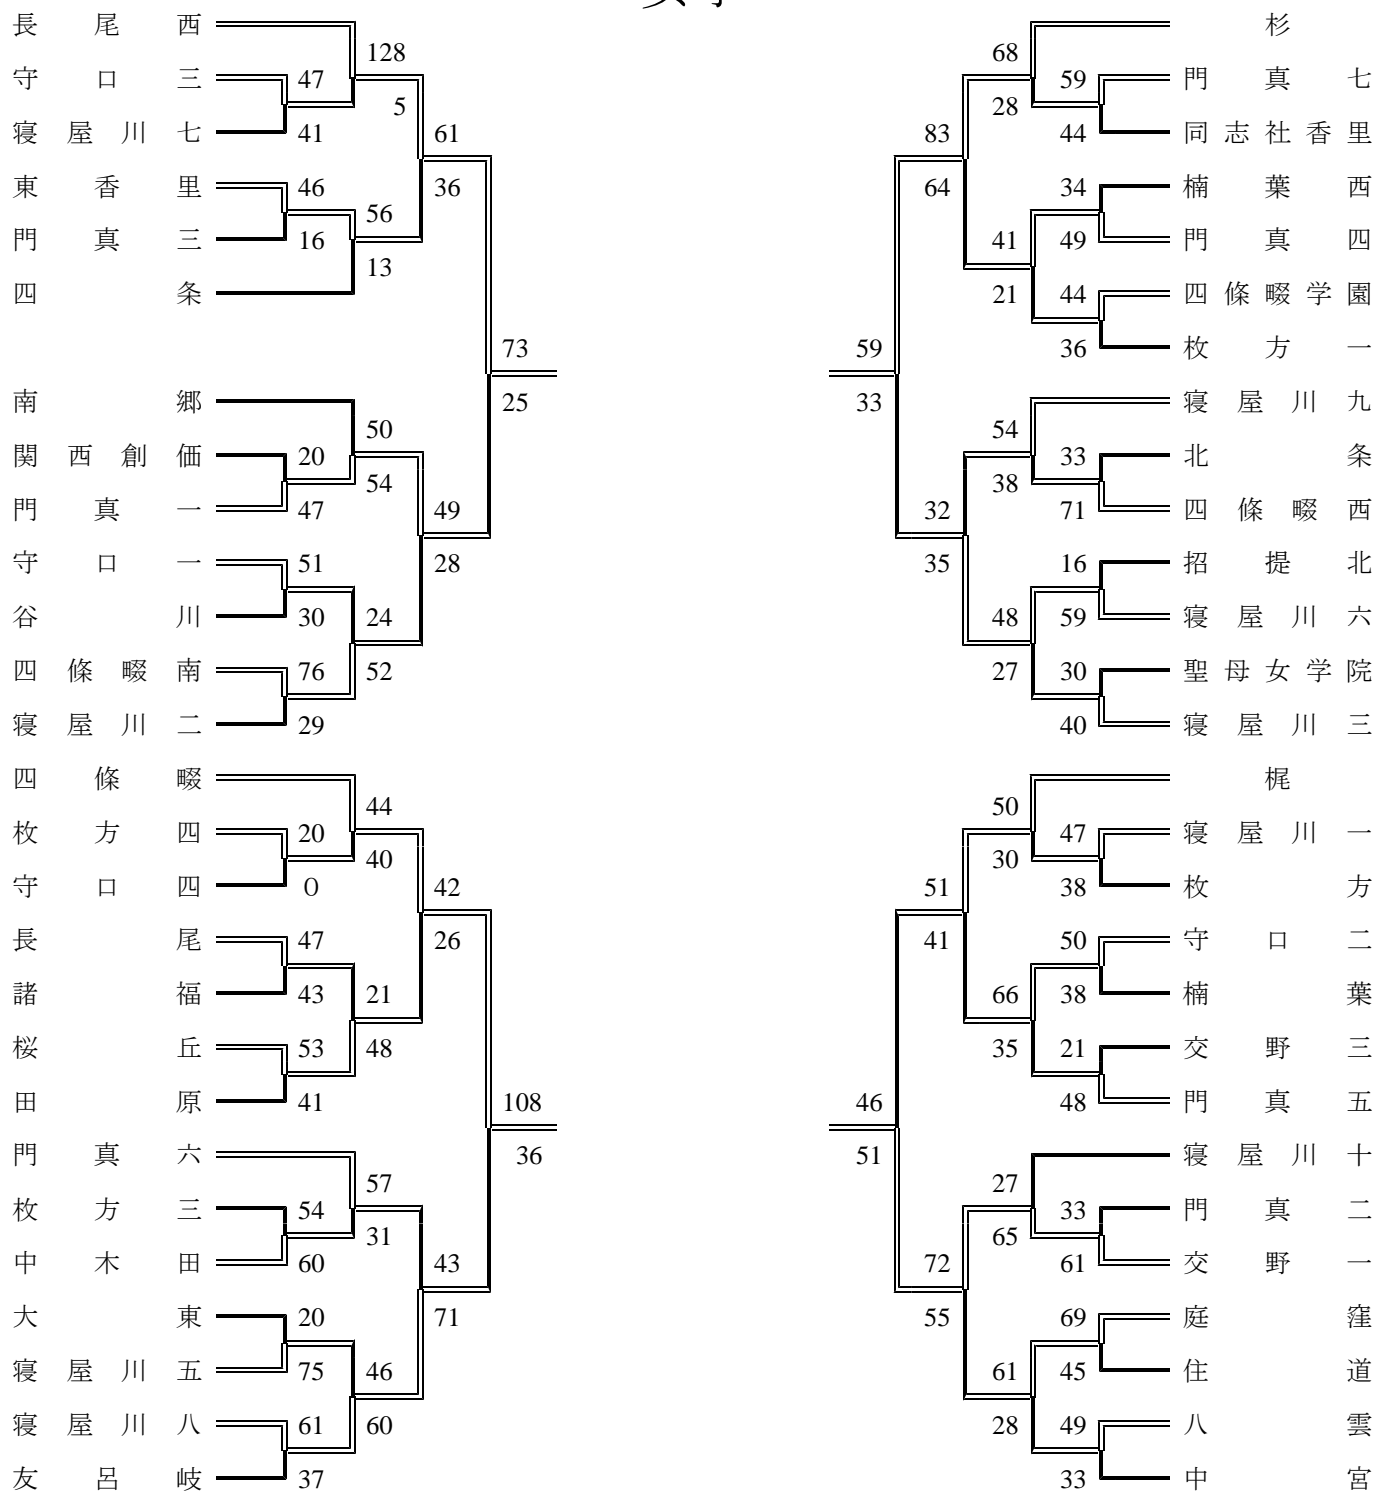 長尾西
128
守口三 47
5
寝屋川七 41 61
東香里 46 36
56
門真三 16
13
四条
73
南郷 25
50
関西創価 20
54
門真一 47 49
守口一 51 28
谷川 30 24
四條畷南 76 52
寝屋川二 29
四條畷
44
枚方四 20
40
守口四 0 42
長尾 47 26
諸福 43 21
桜丘 53 48
田原 41 108
門真六 36
57
枚方三 54
31
中木田 60 43
大東 20 71
寝屋川五 75 46
寝屋川八 61 60
友呂岐 37
杉
68
59 門真七
28
83 44 同志社香里
64 34 楠葉西
41 49 門真四
21 44 四條畷学園
59 36 枚方一
33 寝屋川九
54
33 北条
38
32 71 四條畷西
35 16 招提北
48 59 寝屋川六
27 30 聖母女学院
40 寝屋川三
梶
50
47 寝屋川一
30
51 38 枚方
41 50 守口二
66 38 楠葉
35 21 交野三
46 48 門真五
51 寝屋川十
27
33 門真二
65
72 61 交野一
55 69 庭窪
61 45 住道
28 49 八雲
33 中宮